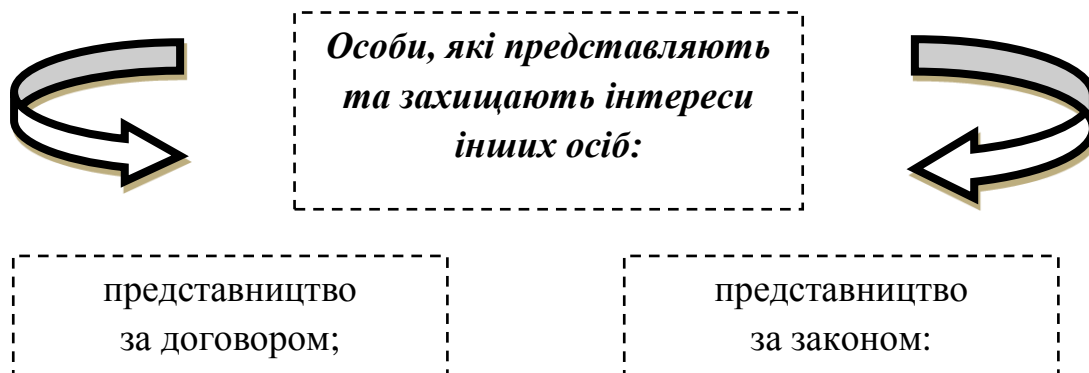 Особи, які представляють
та захищають інтереси
інших осіб:
представництво
за договором;
представництво
за законом: